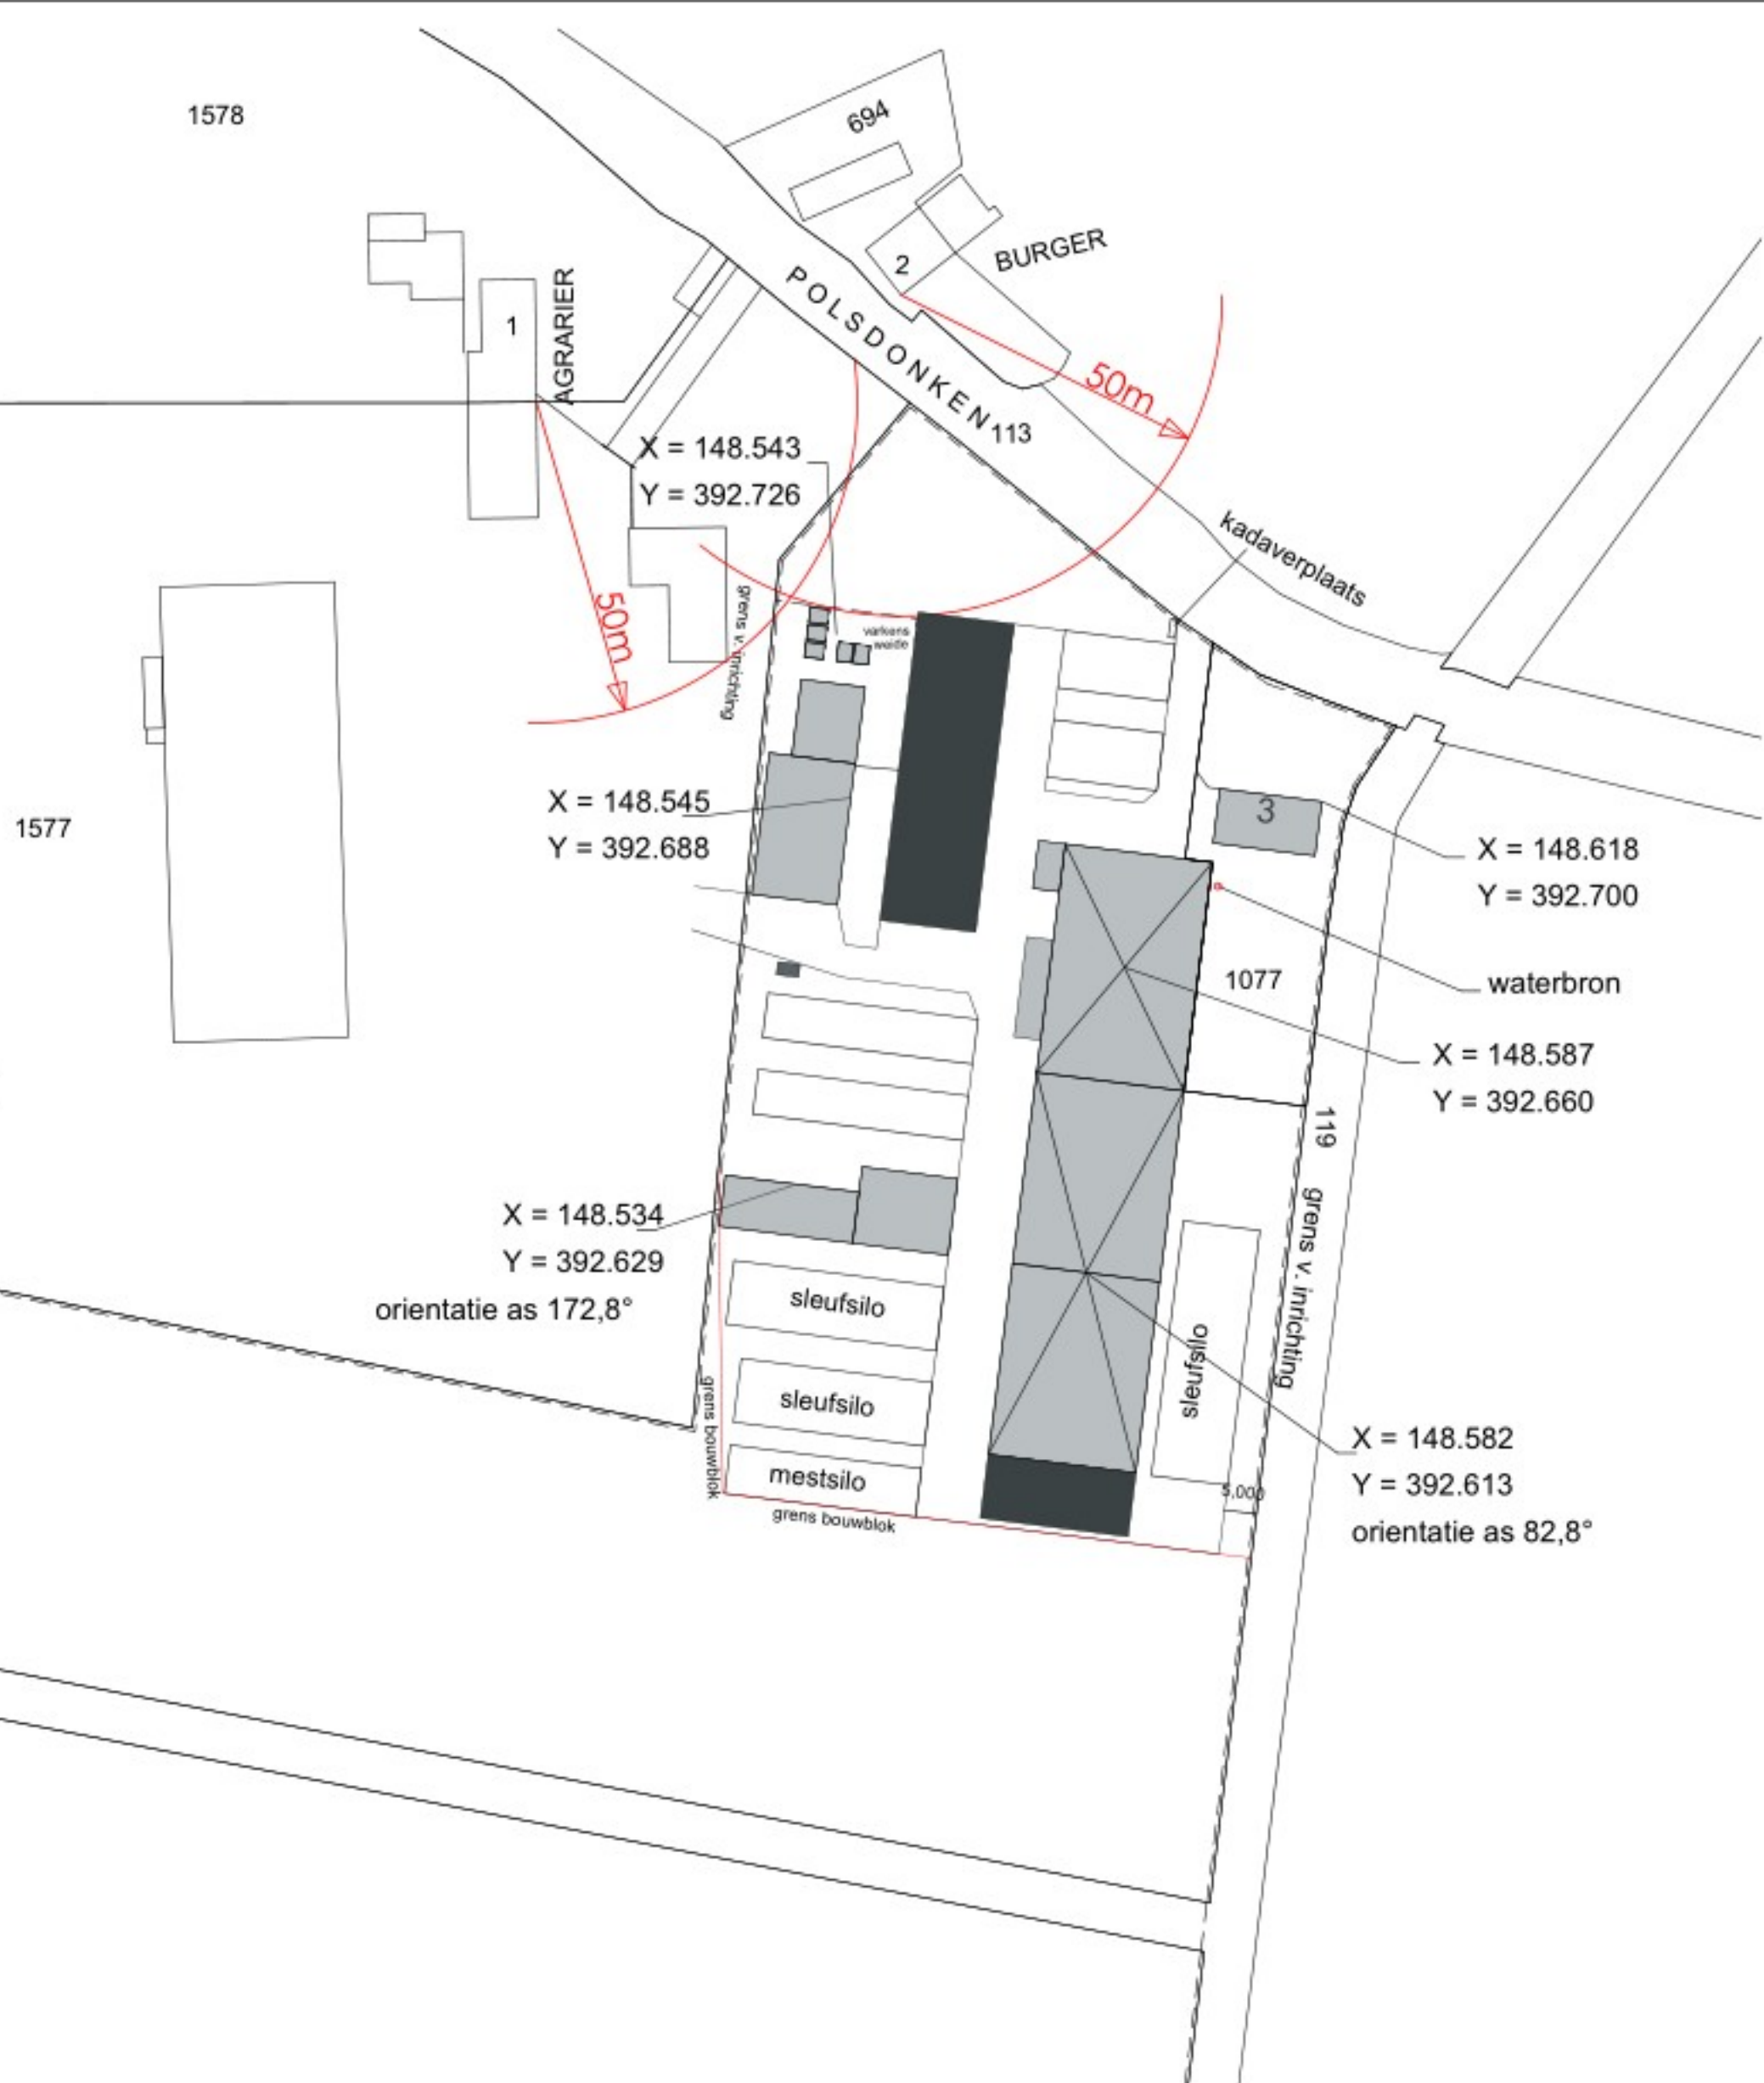 1578
694
2
BURGER
1
AGRARIER
POLSDONKEN
113
50m
X = 148.543
Y = 392.726
kadaverplaats
50m
grens v. inrichting
varkens
weide
1577
X = 148.545
Y = 392.688
3
X = 148.618
Y = 392.700
waterbron
1077
X = 148.587
Y = 392.660
119
grens v. inrichting
X = 148.534
Y = 392.629
orientatie as 172,8°
sleufsilo
sleufsilo
sleufsilo
mestsilo
grens bouwblok
grens bouwblok
5,000
X = 148.582
Y = 392.613
orientatie as 82,8°